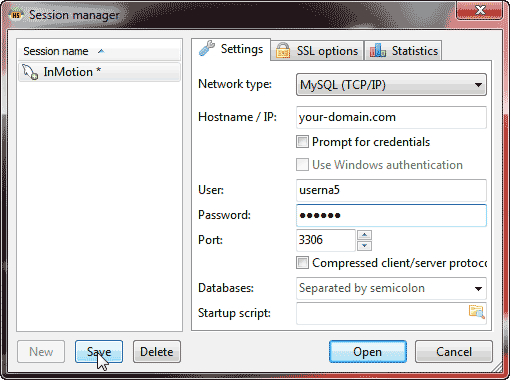 HS Session manager
Settings SSL options Statistics
Session name
InMotion *
Network type: MySQL (TCP/IP)
Hostname / IP: your-domain.com
Prompt for credentials
Use Windows authentication
User: userna5
Password: ●●●●●●
Port: 3306
Compressed client/server protoco
Databases: Separated by semicolon
Startup script:
New Save Delete Open Cancel